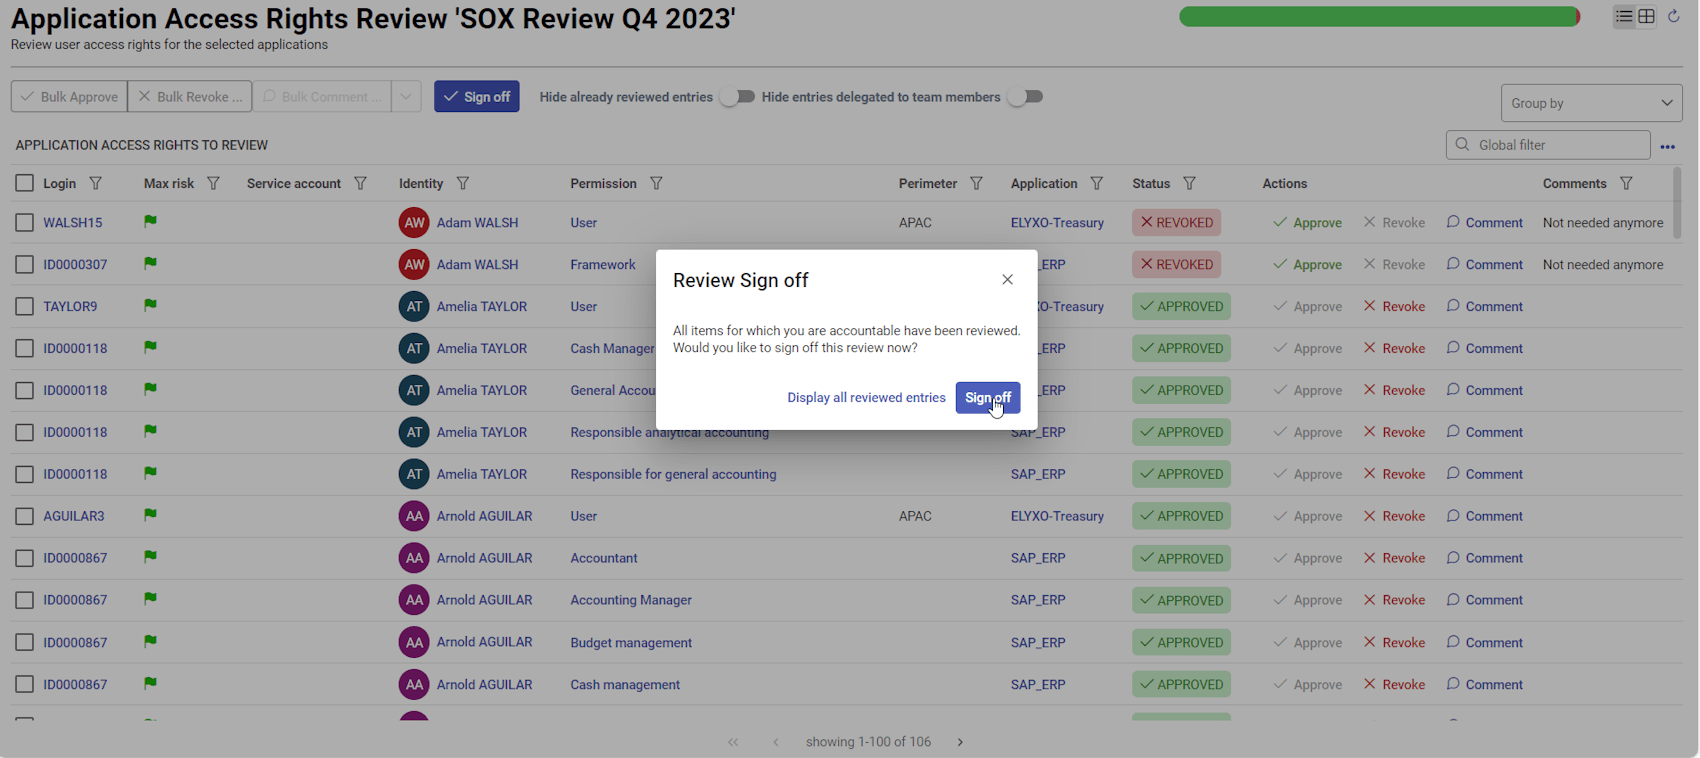 Application Access Rights Review 'SOX Review Q4 2023'
Review user access rights for the selected applications
Bulk Approve Bulk Revoke ... Bulk Comment ... Sign off Hide already reviewed entries Hide entries delegated to team members Group by
APPLICATION ACCESS RIGHTS TO REVIEW Global filter
Login Max risk Service account Identity Permission Perimeter Application Status Actions Comments
WALSH15 AW Adam WALSH User APAC ELYXO-Treasury REVOKED Approve Revoke Comment Not needed anymore
ID0000307 AW Adam WALSH Framework _ERP REVOKED Approve Revoke Comment Not needed anymore
Review Sign off
TAYLOR9 AT Amelia TAYLOR User O-Treasury APPROVED Approve Revoke Comment
All items for which you are accountable have been reviewed.
Would you like to sign off this review now?
ID0000118 AT Amelia TAYLOR Cash Manager _ERP APPROVED Approve Revoke Comment
ID0000118 AT Amelia TAYLOR General Accou _ERP APPROVED Approve Revoke Comment
Display all reviewed entries Sign off
ID0000118 AT Amelia TAYLOR Responsible analytical accounting SAP_ERP APPROVED Approve Revoke Comment
ID0000118 AT Amelia TAYLOR Responsible for general accounting SAP_ERP APPROVED Approve Revoke Comment
AGUILAR3 AA Arnold AGUILAR User APAC ELYXO-Treasury APPROVED Approve Revoke Comment
ID0000867 AA Arnold AGUILAR Accountant SAP_ERP APPROVED Approve Revoke Comment
ID0000867 AA Arnold AGUILAR Accounting Manager SAP_ERP APPROVED Approve Revoke Comment
ID0000867 AA Arnold AGUILAR Budget management SAP_ERP APPROVED Approve Revoke Comment
ID0000867 AA Arnold AGUILAR Cash management SAP_ERP APPROVED Approve Revoke Comment
showing 1-100 of 106